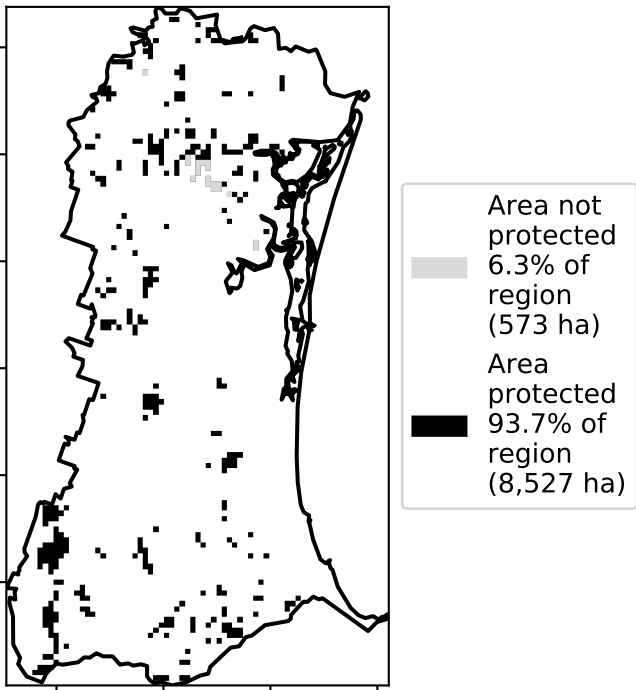 Area not
protected
6.3% of
region
(573 ha)
Area
protected
93.7% of
region
(8,527 ha)